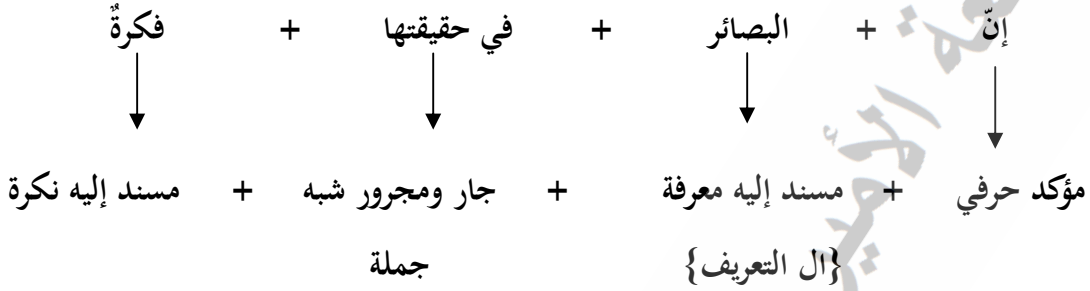 إنّ + البصائر + في حقيقتها + فكرةٌ
مؤكد حرفي + مسند إليه معرفة + جار ومجرور شبه + مسند إليه نكرة
{ال التعريف} جملة